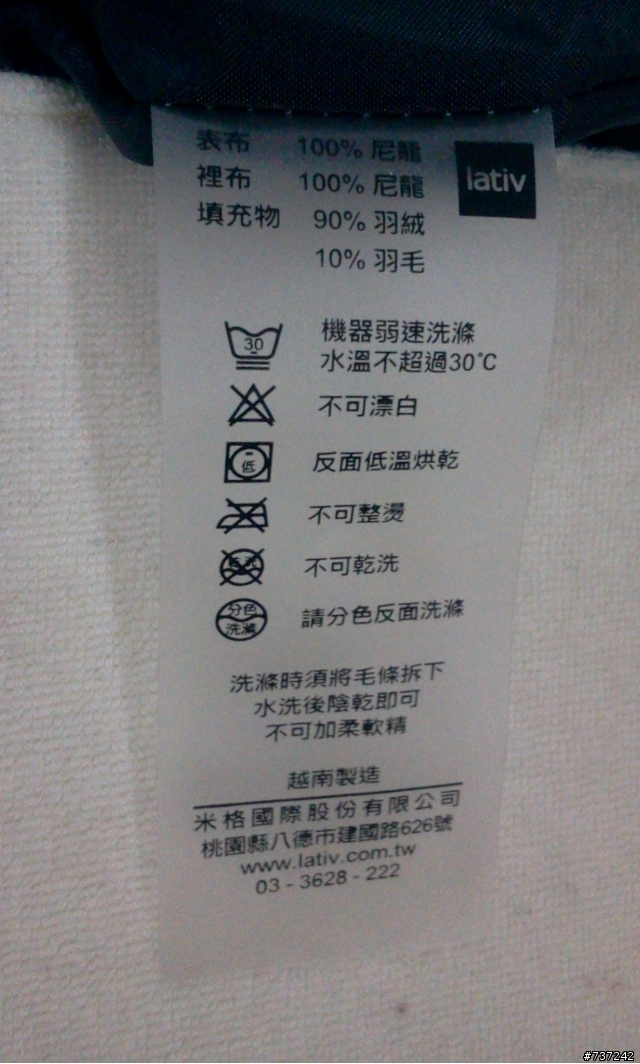 表布 100% 尼龍
lativ
裡布 100% 尼龍
填充物 90% 羽絨
10% 羽毛
30
機器弱速洗滌
水溫不超過30°C
不可漂白
低
反面低溫烘乾
不可整燙
不可乾洗
分色
洗滌
請分色反面洗滌
洗滌時須將毛條拆下
水洗後陰乾即可
不可加柔軟精
越南製造
米格國際股份有限公司
桃園縣八德市建國路626號
www.lativ.com.tw
03 - 3628 - 222
#737242